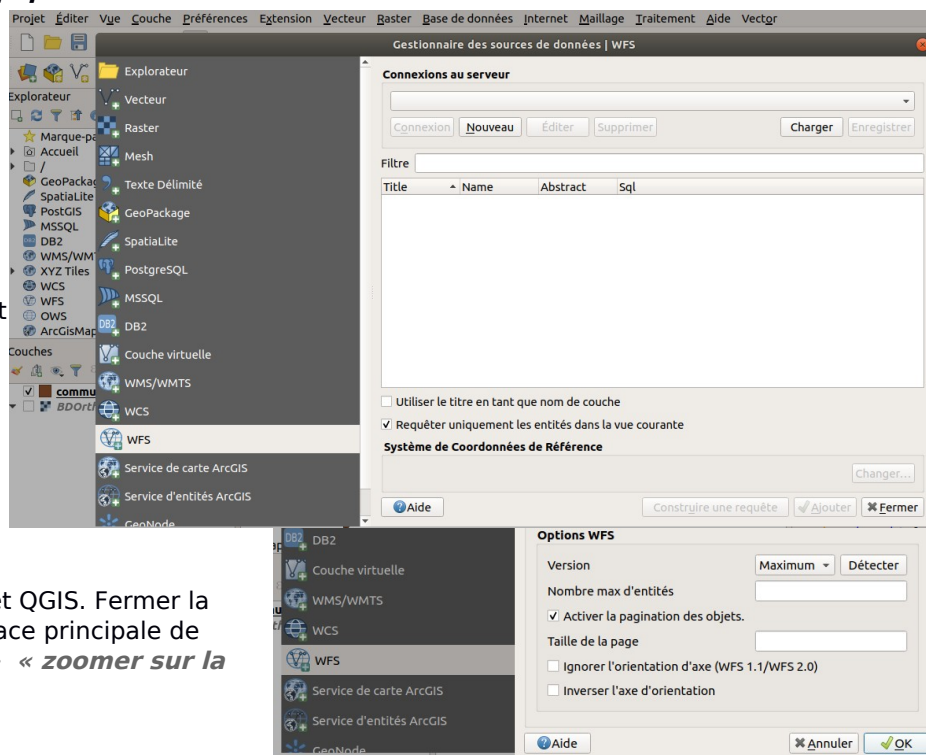 Projet Éditer Vue Couche Préférences Extension Vecteur Raster Base de données Internet Maillage Traitement Aide Vector
Gestionnaire des sources de données | WFS
Explorateur
Marque-pa
Accueil
/
GeoPackag
SpatiaLite
PostGIS
MSSQL
DB2
WMS/WM
XYZ Tiles
WCS
WFS
OWS
ArcGisMap
Couches
commu
BDOrth
t
Explorateur
Vecteur
Raster
Mesh
Texte Délimité
GeoPackage
SpatiaLite
PostgreSQL
MSSQL
DB2
Couche virtuelle
WMS/WMTS
WCS
WFS
Service de carte ArcGIS
Service d'entités ArcGIS
GeoNode
Connexions au serveur
Connexion Nouveau Éditer Supprimer Charger Enregistrer
Filtre
Title Name Abstract Sql
Utiliser le titre en tant que nom de couche
Requêter uniquement les entités dans la vue courante
Système de Coordonnées de Référence
Changer...
Aide Construire une requête Ajouter Fermer
et QGIS. Fermer la
ace principale de
« zoomer sur la
DB2
Couche virtuelle
WMS/WMTS
WCS
WFS
Service de carte ArcGIS
Service d'entités ArcGIS
GeoNode
Options WFS
Version Maximum Détecter
Nombre max d'entités
Activer la pagination des objets.
Taille de la page
Ignorer l'orientation d'axe (WFS 1.1/WFS 2.0)
Inverser l'axe d'orientation
Aide Annuler OK